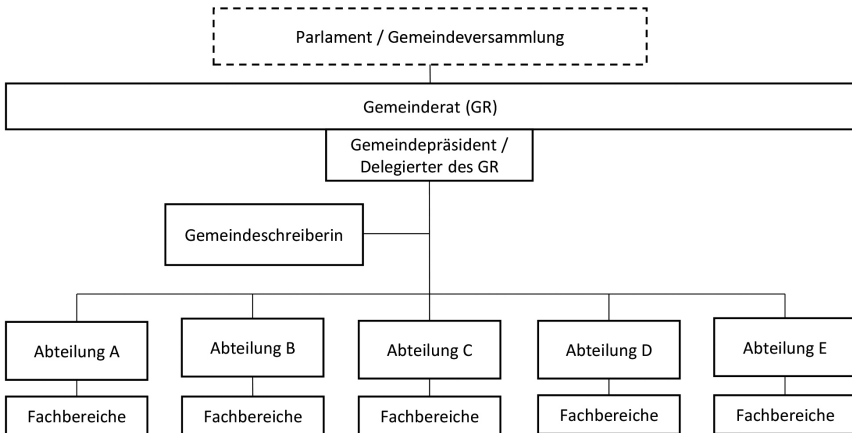 Parlament / Gemeindeversammlung
Gemeinderat (GR)
Gemeindepräsident /
Delegierter des GR
Gemeindeschreiberin
Abteilung A
Abteilung B
Abteilung C
Abteilung D
Abteilung E
Fachbereiche
Fachbereiche
Fachbereiche
Fachbereiche
Fachbereiche